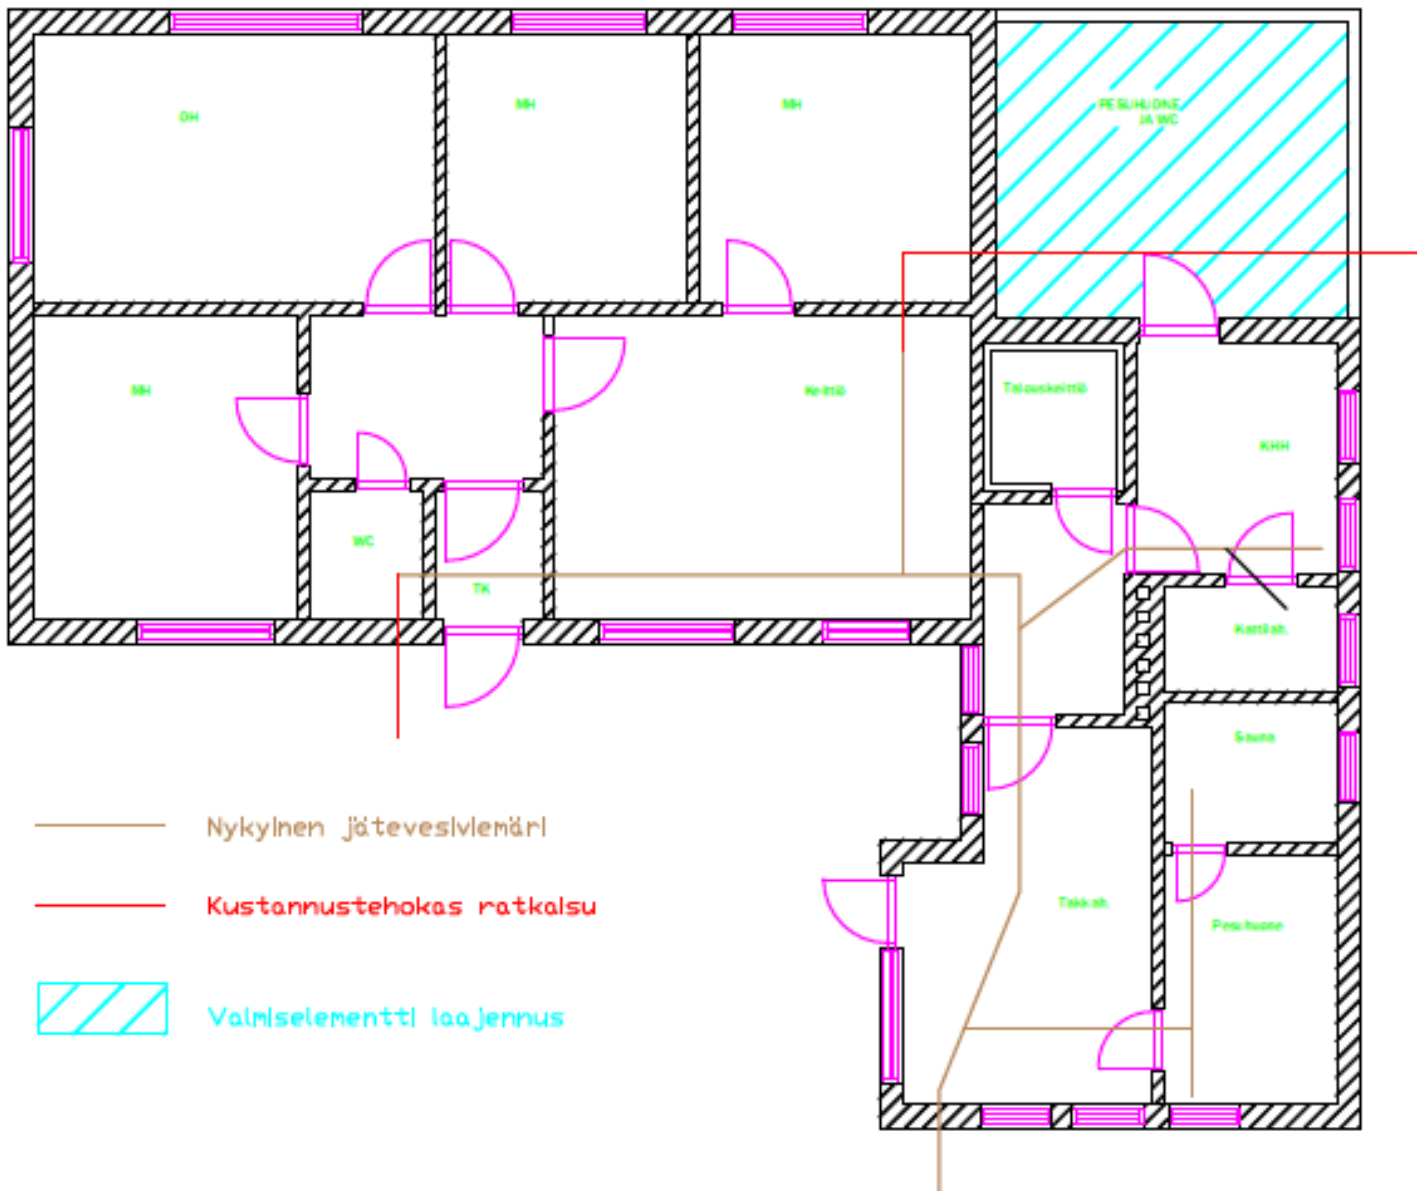 OH
MH
MH
PESUHUONE
JA WC
MH
Keittiö
Talouskeittiö
KHH
WC
TK
Kattilah.
Sauna
Nykyinen jätevesiviemäri
Takkah.
Kustannustehokas ratkaisu
Pesuhuone
Valmiselementti laajennus